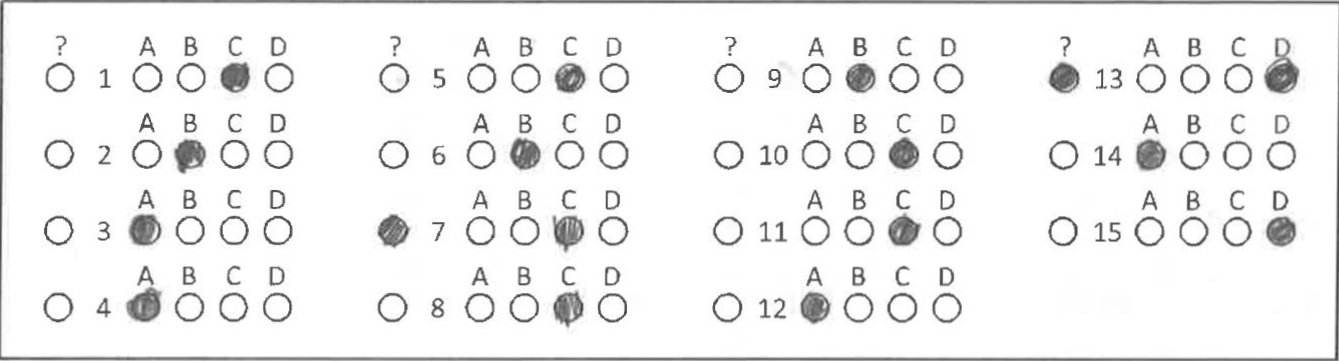 ? A B C D ? A B C D ? A B C D ? A B C D
1 5 9 13
A B C D A B C D A B C D A B C D
2 6 10 14
A B C D A B C D A B C D A B C D
3 7 11 15
A B C D A B C D A B C D
4 8 12